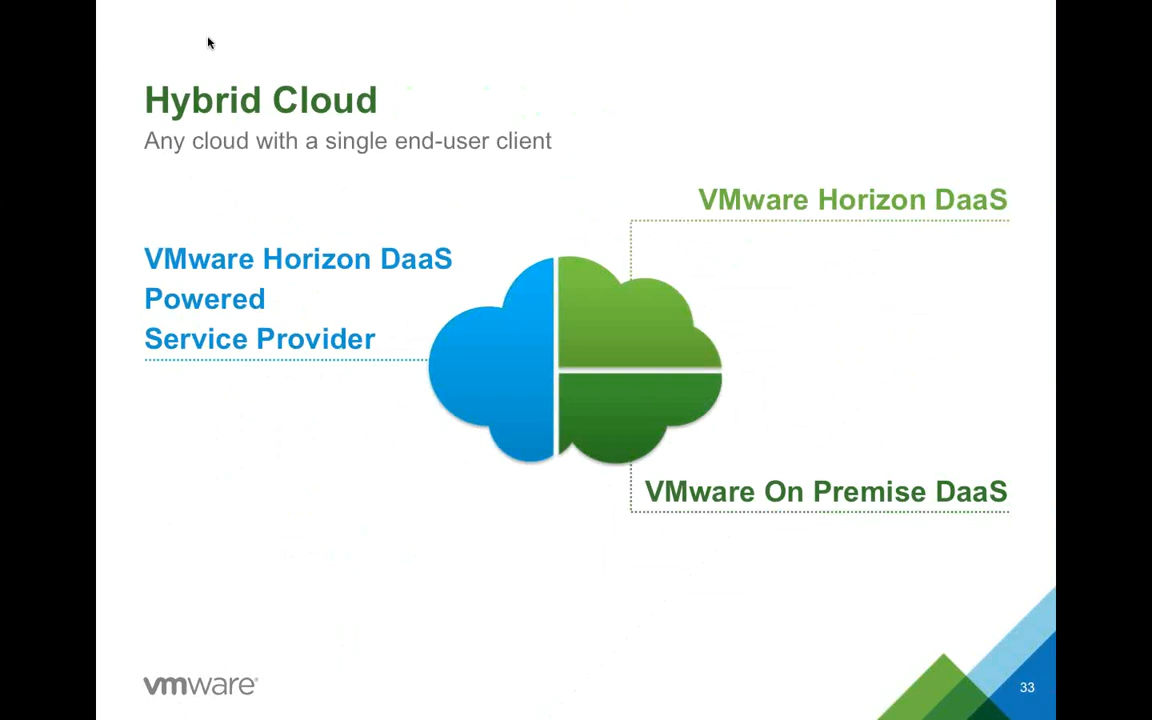 Hybrid Cloud
Any cloud with a single end-user client
VMware Horizon DaaS
VMware Horizon DaaS
Powered
Service Provider
VMware On Premise DaaS
vmware
33